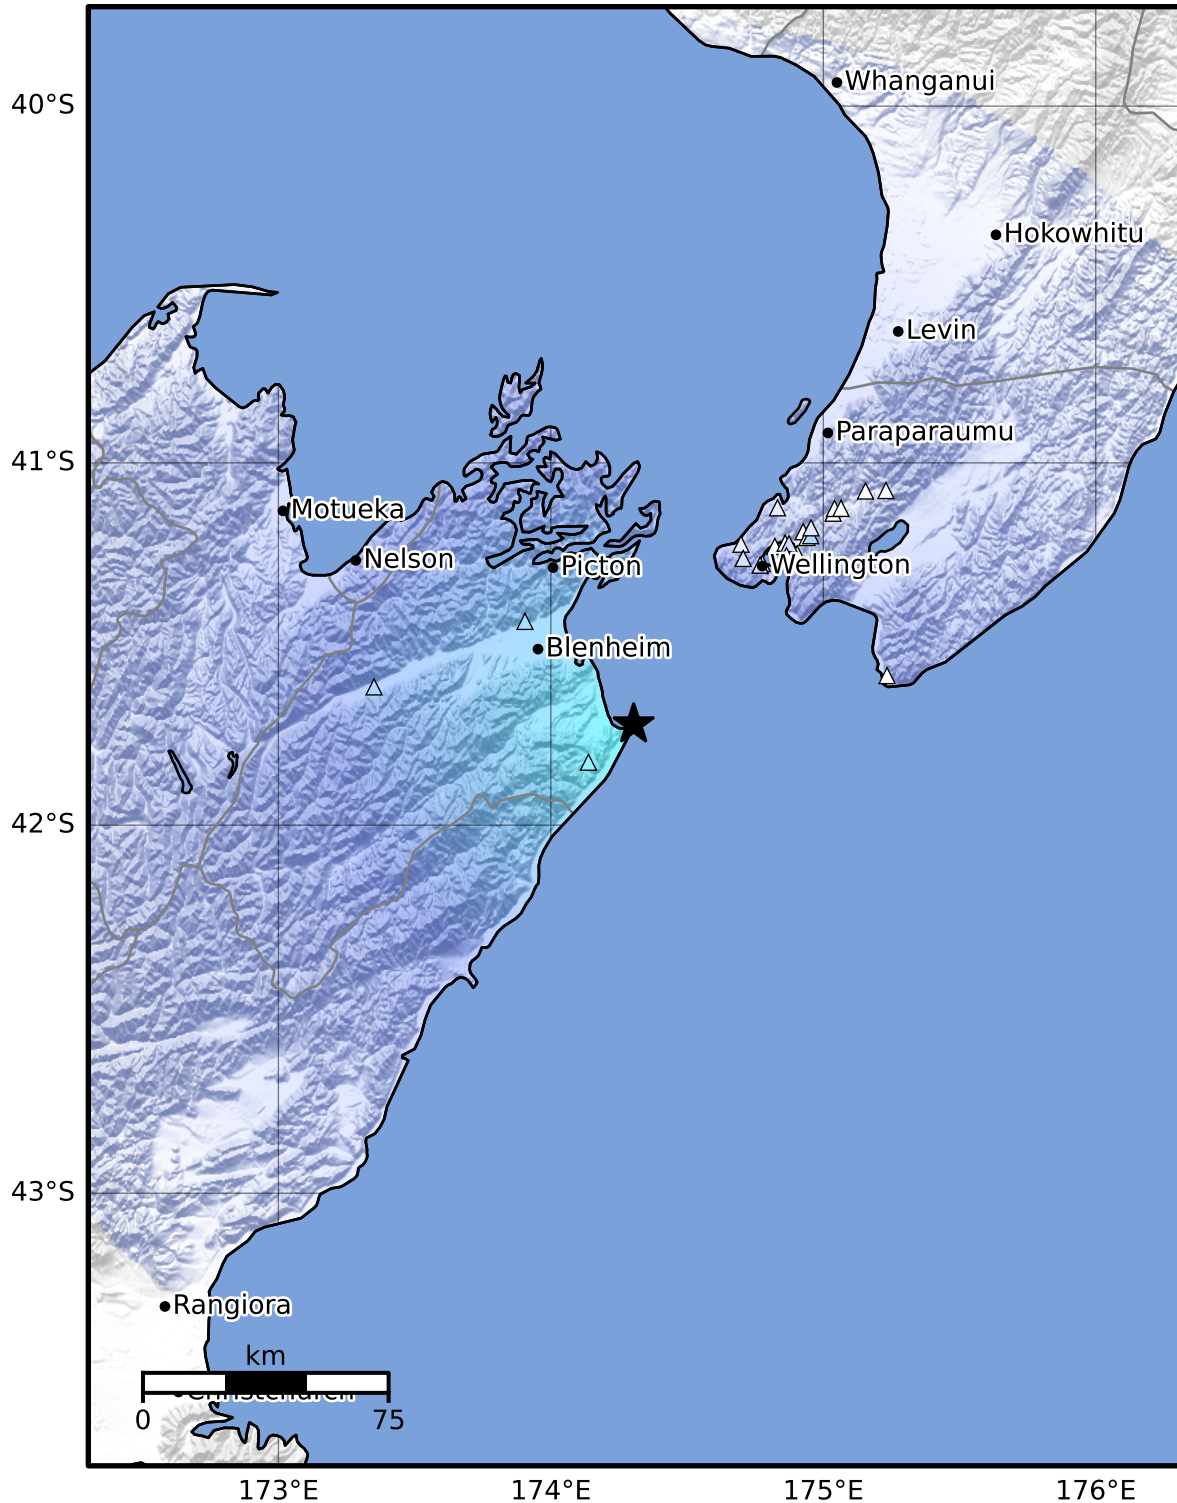 40°S
Whanganui
Hokowhitu
Levin
Paraparaumu
41°S
Motueka
Nelson
Picton
Wellington
Blenheim
42°S
43°S
Rangiora
km
Christchurch
0
75
173°E
174°E
175°E
176°E